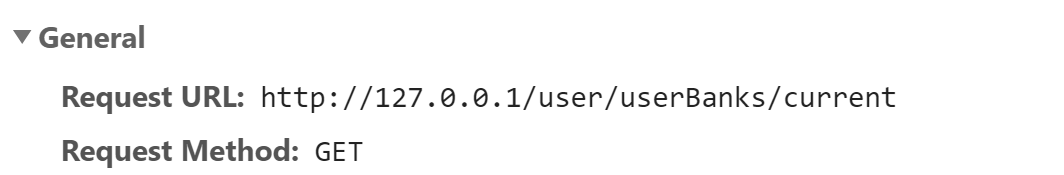 General
Request URL: http://127.0.0.1/user/userBanks/current
Request Method: GET